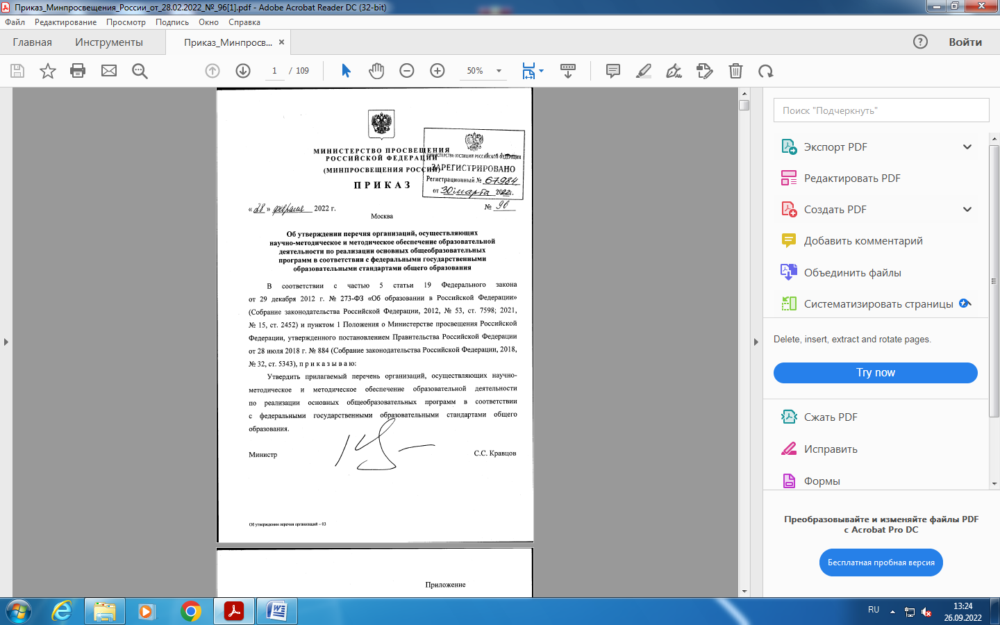 Приказ_Минпросвещения_России_от_28.02.2022_№_96[1].pdf - Adobe Acrobat Reader DC (32-bit)
Файл Редактирование Просмотр Подпись Окно Справка
Главная Инструменты Приказ_Минпросв... × Войти
1 / 109 50%
МИНИСТЕРСТВО ПРОСВЕЩЕНИЯ
РОССИЙСКОЙ ФЕДЕРАЦИИ
(МИНПРОСВЕЩЕНИЯ РОССИИ)
ПРИКАЗ
МИНИСТЕРСТВО ЮСТИЦИИ РОССИЙСКОЙ ФЕДЕРАЦИИ
ЗАРЕГИСТРИРОВАНО
Регистрационный № 67984
от 30 марта 2022г.
«28» февраля 2022 г. № 96
Москва
Об утверждении перечня организаций, осуществляющих
научно-методическое и методическое обеспечение образовательной
деятельности по реализации основных общеобразовательных
программ в соответствии с федеральными государственными
образовательными стандартами общего образования
В соответствии с частью 5 статьи 19 Федерального закона
от 29 декабря 2012 г. № 273-ФЗ «Об образовании в Российской Федерации»
(Собрание законодательства Российской Федерации, 2012, № 53, ст. 7598; 2021,
№ 15, ст. 2452) и пунктом 1 Положения о Министерстве просвещения Российской
Федерации, утвержденного постановлением Правительства Российской Федерации
от 28 июля 2018 г. № 884 (Собрание законодательства Российской Федерации, 2018,
№ 32, ст. 5343), п р и к а з ы в а ю:
Утвердить прилагаемый перечень организаций, осуществляющих научно-
методическое и методическое обеспечение образовательной деятельности
по реализации основных общеобразовательных программ в соответствии
с федеральными государственными образовательными стандартами общего
образования.
Министр С.С. Кравцов
Об утверждении перечня организаций – 03
Приложение
Поиск "Подчеркнуть"
Экспорт PDF
Редактировать PDF
Создать PDF
Добавить комментарий
Объединить файлы
Систематизировать страницы
Delete, insert, extract and rotate pages.
Try now
Сжать PDF
Исправить
Формы
Преобразовывайте и изменяйте файлы PDF
с Acrobat Pro DC
Бесплатная пробная версия
RU 13:24
26.09.2022